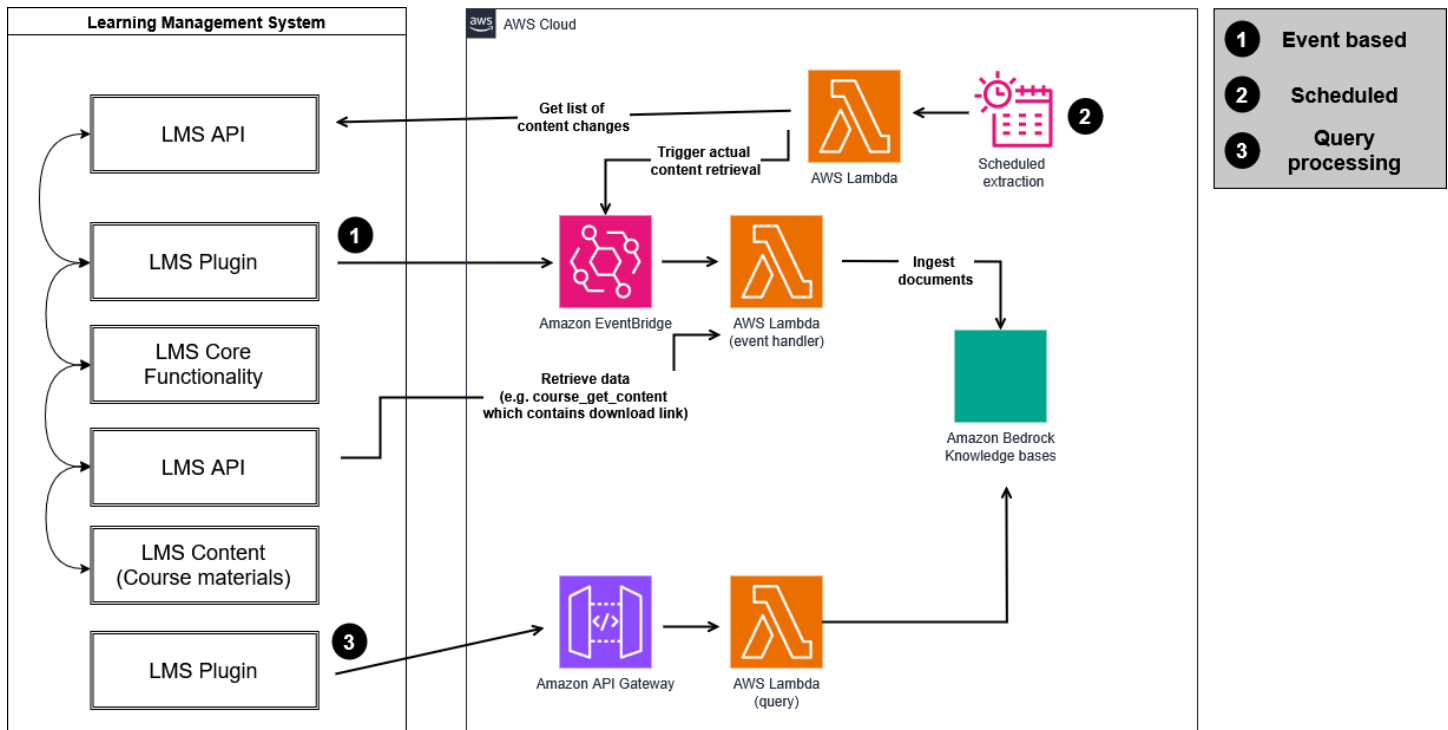 Learning Management System
LMS API
LMS Plugin
LMS Core
Functionality
LMS API
LMS Content
(Course materials)
LMS Plugin
aws
AWS Cloud
Get list of
content changes
Trigger actual
content retrieval
AWS Lambda
Scheduled
extraction
2
1
Amazon EventBridge
AWS Lambda
(event handler)
Ingest
documents
Retrieve data
(e.g. course_get_content
which contains download link)
Amazon Bedrock
Knowledge bases
3
</>
Amazon API Gateway
AWS Lambda
(query)
1 Event based
2 Scheduled
3 Query
processing